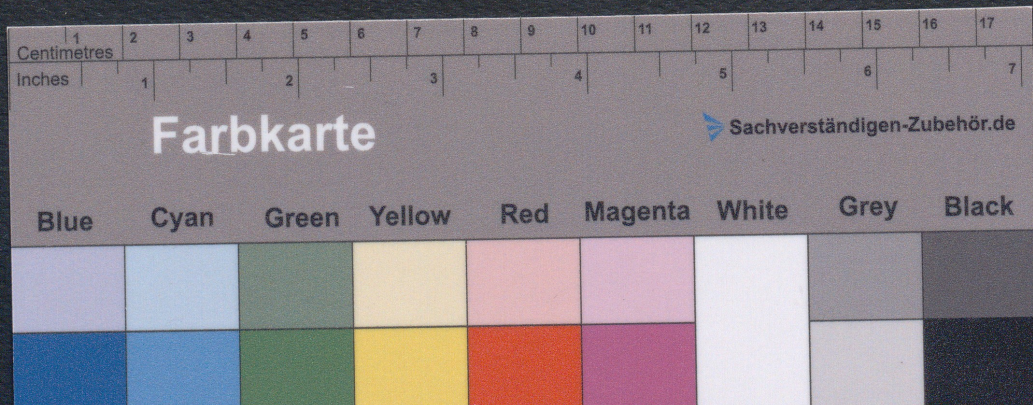 1 2 3 4 5 6 7 8 9 10 11 12 13 14 15 16 17
Centimetres
Inches 1 2 3 4 5 6 7
Farbkarte
Sachverständigen-Zubehör.de
Blue Cyan Green Yellow Red Magenta White Grey Black